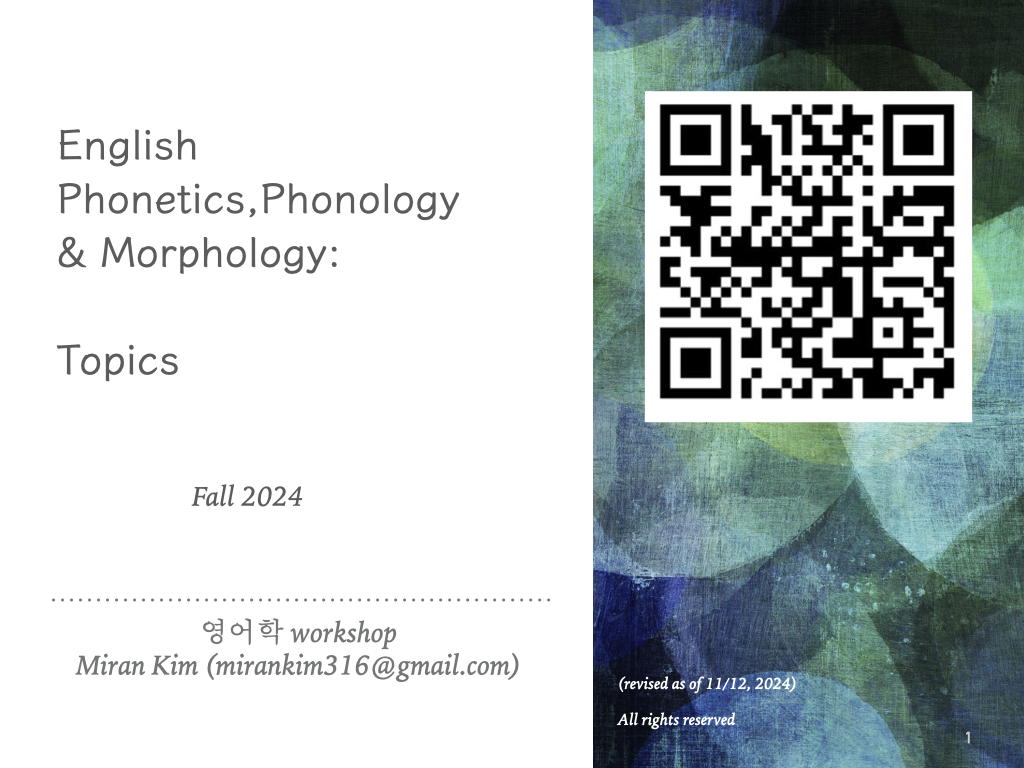 English
Phonetics,Phonology
& Morphology:
Topics
Fall 2024
영어학 workshop
Miran Kim (mirankim316@gmail.com)
(revised as of 11/12, 2024)
All rights reserved
1